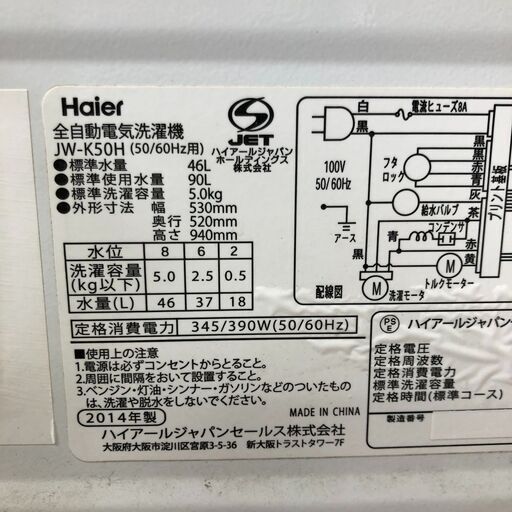 Haier
全自動電気洗濯機
JW-K50H (50/60Hz用)
●標準水量 46L
●標準使用水量 90L
●標準洗濯容量 5.0kg
●外形寸法 幅 530mm
奥行 520mm
高さ 940mm
S
JET
ハイアールジャパン
ホールディングス
株式会社
水位 8 6 2
洗濯容量
(kg以下) 5.0 2.5 0.5
水量(L) 46 37 18
定格消費電力 345/390W(50/60Hz)
■使用上の注意
1.電源は必ずコンセントからとること。
2.周囲に間隔をおいて設置すること。
3.ベンジン・灯油・シンナー・ガソリンなどのついたもの
は、洗濯や脱水をしないでください。
2014年製
MADE IN CHINA
ハイアールジャパンセールス株式会社
大阪府大阪市淀川区宮原3-5-36 新大阪トラストタワー7F
白 電流ヒューズ8A
黒
100V
50/60Hz
フタ
ロック
黒
黒
赤
青
灰
給水バルブ
茶
アース
コンデンサ
青
赤
黒
黄
M
M
トルクモーター
洗濯モータ
配線図
プリント基板
PS
E
ハイアールジャパン
定格電圧
定格周波数
定格消費電力
標準洗濯容量
定格時間(標準コース)
製造番号